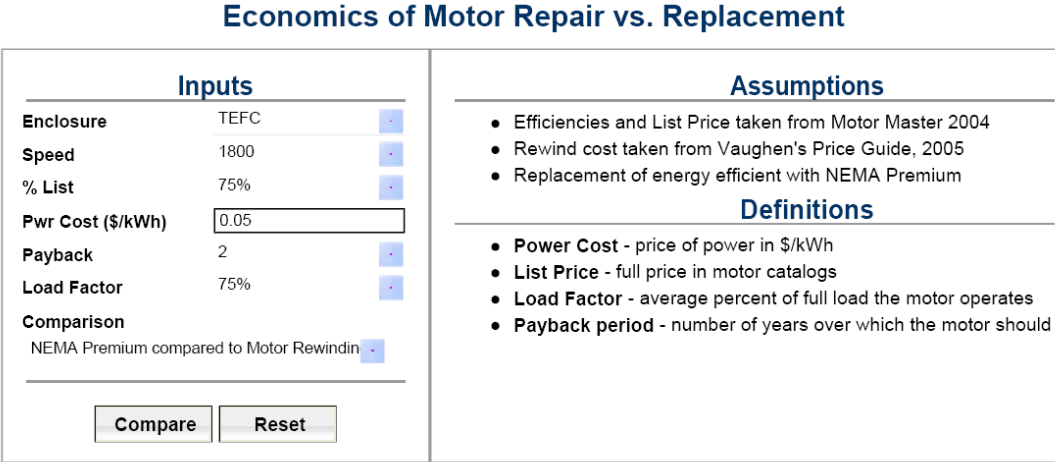 Economics of Motor Repair vs. Replacement
Inputs
Enclosure TEFC
Speed 1800
% List 75%
Pwr Cost ($/kWh) 0.05
Payback 2
Load Factor 75%
Comparison
NEMA Premium compared to Motor Rewindin
Compare Reset
Assumptions
• Efficiencies and List Price taken from Motor Master 2004
• Rewind cost taken from Vaughen's Price Guide, 2005
• Replacement of energy efficient with NEMA Premium
Definitions
• Power Cost - price of power in $/kWh
• List Price - full price in motor catalogs
• Load Factor - average percent of full load the motor operates
• Payback period - number of years over which the motor should